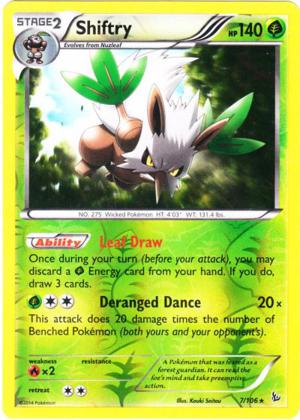 STAGE2 Shiftry HP140
Evolves from Nuzleaf
NO. 275 Wicked Pokémon HT: 4'03" WT: 131.4 lbs.
Ability Leaf Draw
Once during your turn (before your attack), you may
discard a Energy card from your hand. If you do,
draw 3 cards.
Deranged Dance 20×
This attack does 20 damage times the number of
Benched Pokémon (both yours and your opponent's).
weakness resistance
×2
retreat
A Pokémon that was feared as a
forest guardian. It can read the
foe's mind and take preemptive
action.
Illus. Kouki Saitou
©2014 Pokémon
7/106 ★